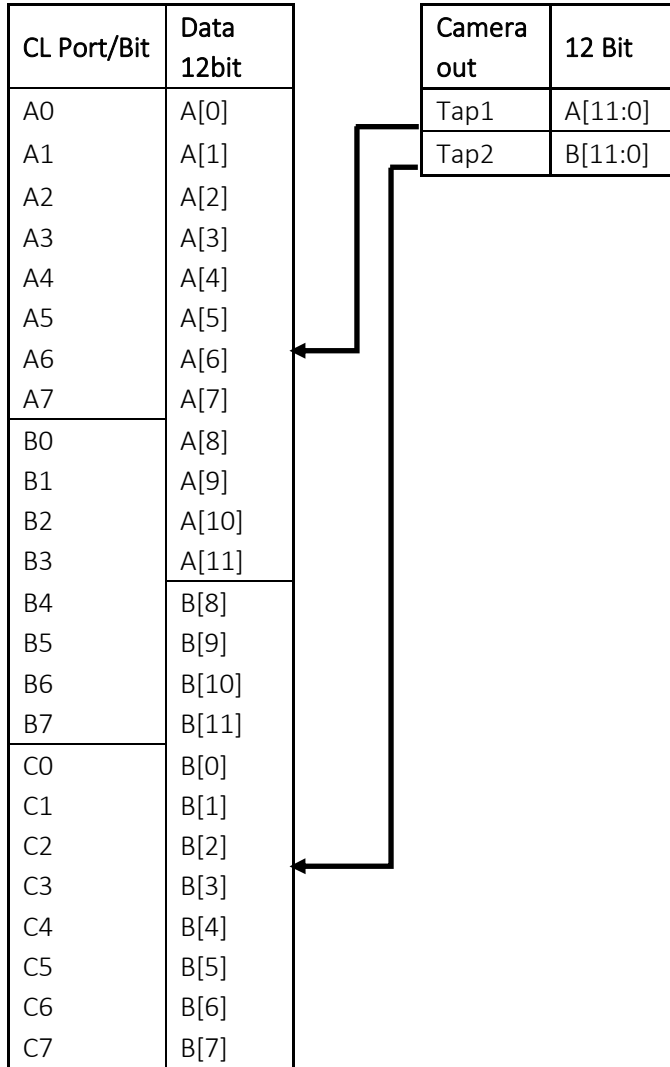 CL Port/Bit Data 12bit
A0 A[0]
A1 A[1]
A2 A[2]
A3 A[3]
A4 A[4]
A5 A[5]
A6 A[6]
A7 A[7]
B0 A[8]
B1 A[9]
B2 A[10]
B3 A[11]
B4 B[8]
B5 B[9]
B6 B[10]
B7 B[11]
C0 B[0]
C1 B[1]
C2 B[2]
C3 B[3]
C4 B[4]
C5 B[5]
C6 B[6]
C7 B[7]
Camera out 12 Bit
Tap1 A[11:0]
Tap2 B[11:0]